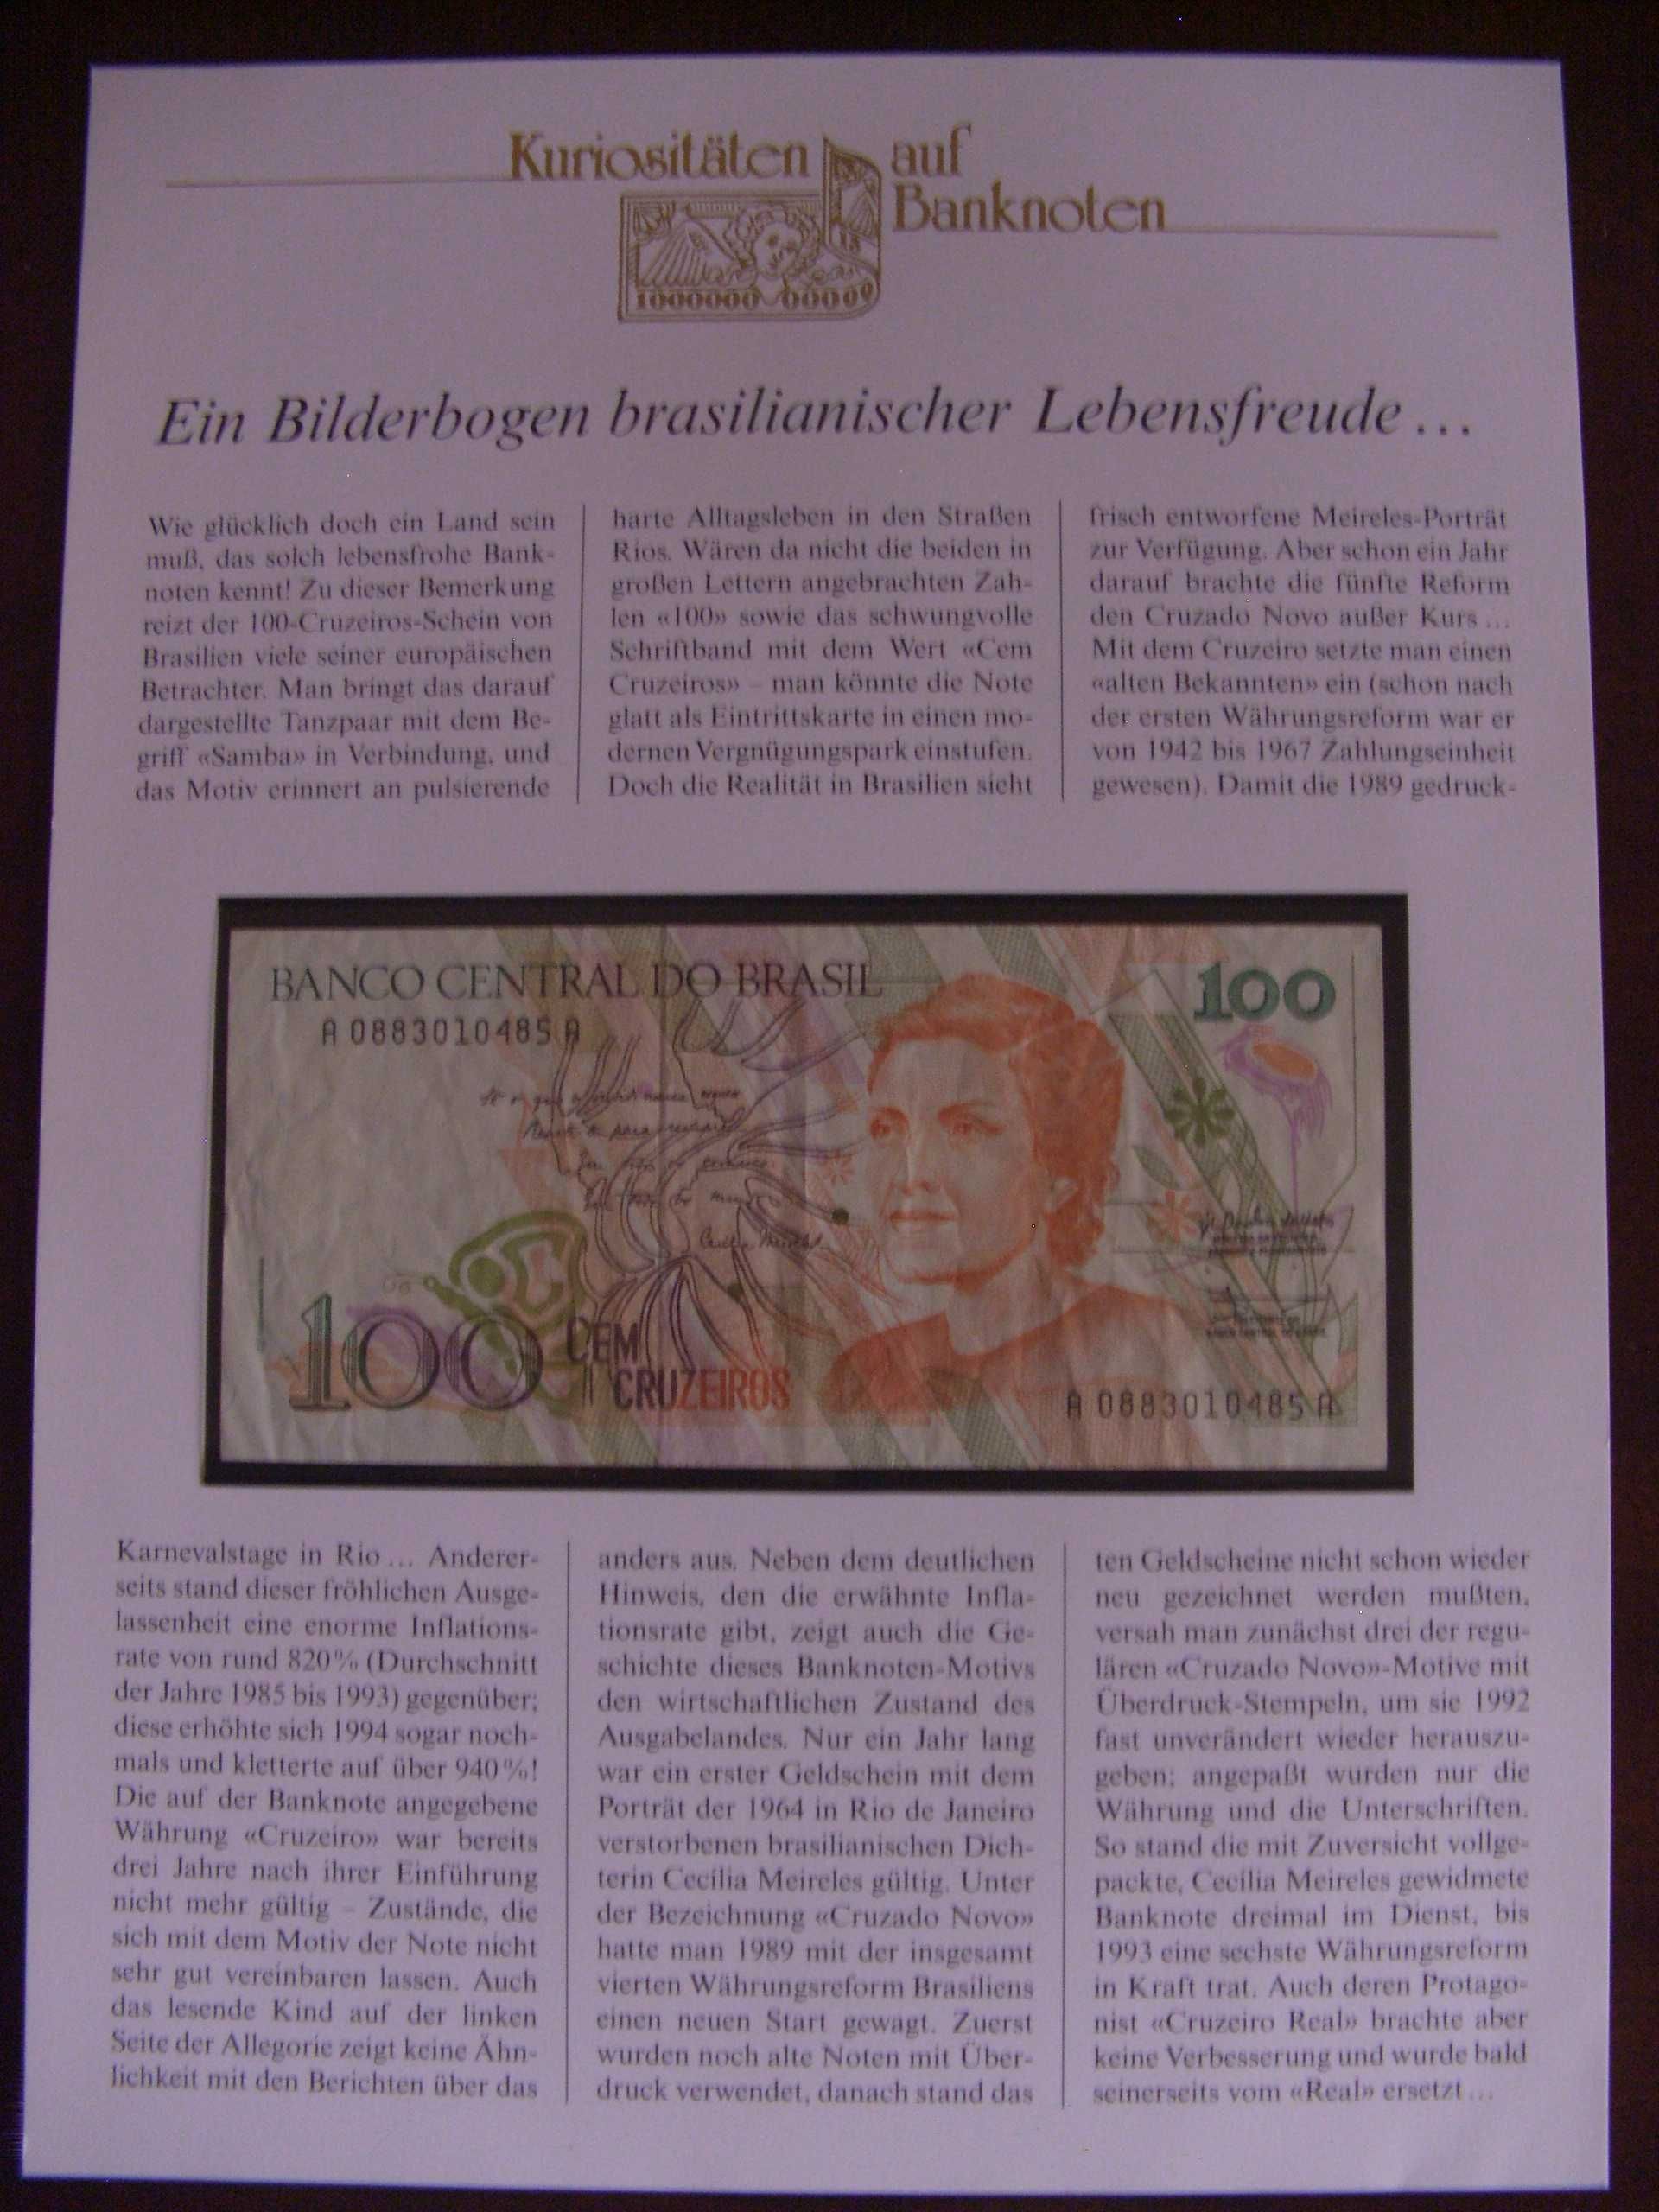 Kuriositäten auf
Banknoten
1000000 00000
Ein Bilderbogen brasilianischer Lebensfreude...
Wie glücklich doch ein Land sein
muß, das solch lebensfrohe Bank-
noten kennt! Zu dieser Bemerkung
reizt der 100-Cruzeiros-Schein von
Brasilien viele seiner europäischen
Betrachter. Man bringt das darauf
dargestellte Tanzpaar mit dem Be-
griff «Samba» in Verbindung, und
das Motiv erinnert an pulsierende
harte Alltagsleben in den Straßen
Rios. Wären da nicht die beiden in
großen Lettern angebrachten Zah-
len «100» sowie das schwungvolle
Schriftband mit dem Wert «Cem
Cruzeiros» – man könnte die Note
glatt als Eintrittskarte in einen mo-
dernen Vergnügungspark einstufen.
Doch die Realität in Brasilien sieht
frisch entworfene Meireles-Porträt
zur Verfügung. Aber schon ein Jahr
darauf brachte die fünfte Reform
den Cruzado Novo außer Kurs...
Mit dem Cruzeiro setzte man einen
«alten Bekannten» ein (schon nach
der ersten Währungsreform war er
von 1942 bis 1967 Zahlungseinheit
gewesen). Damit die 1989 gedruck-
BANCO CENTRAL DO BRASIL
100
A 0883010485 A
Cecília Meireles
100 CEM
CRUZEIROS
A 0883010485 A
Karnevalstage in Rio... Anderer-
seits stand dieser fröhlichen Ausge-
lassenheit eine enorme Inflations-
rate von rund 820% (Durchschnitt
der Jahre 1985 bis 1993) gegenüber;
diese erhöhte sich 1994 sogar noch-
mals und kletterte auf über 940%!
Die auf der Banknote angegebene
Währung «Cruzeiro» war bereits
drei Jahre nach ihrer Einführung
nicht mehr gültig – Zustände, die
sich mit dem Motiv der Note nicht
sehr gut vereinbaren lassen. Auch
das lesende Kind auf der linken
Seite der Allegorie zeigt keine Ähn-
lichkeit mit den Berichten über das
anders aus. Neben dem deutlichen
Hinweis, den die erwähnte Infla-
tionsrate gibt, zeigt auch die Ge-
schichte dieses Banknoten-Motivs
den wirtschaftlichen Zustand des
Ausgabelandes. Nur ein Jahr lang
war ein erster Geldschein mit dem
Porträt der 1964 in Rio de Janeiro
verstorbenen brasilianischen Dich-
terin Cecilia Meireles gültig. Unter
der Bezeichnung «Cruzado Novo»
hatte man 1989 mit der insgesamt
vierten Währungsreform Brasiliens
einen neuen Start gewagt. Zuerst
wurden noch alte Noten mit Über-
druck verwendet, danach stand das
ten Geldscheine nicht schon wieder
neu gezeichnet werden mußten,
versah man zunächst drei der regu-
lären «Cruzado Novo»-Motive mit
Überdruck-Stempeln, um sie 1992
fast unverändert wieder herauszu-
geben; angepaßt wurden nur die
Währung und die Unterschriften.
So stand die mit Zuversicht vollge-
packte, Cecilia Meireles gewidmete
Banknote dreimal im Dienst, bis
1993 eine sechste Währungsreform
in Kraft trat. Auch deren Protago-
nist «Cruzeiro Real» brachte aber
keine Verbesserung und wurde bald
seinerseits vom «Real» ersetzt...